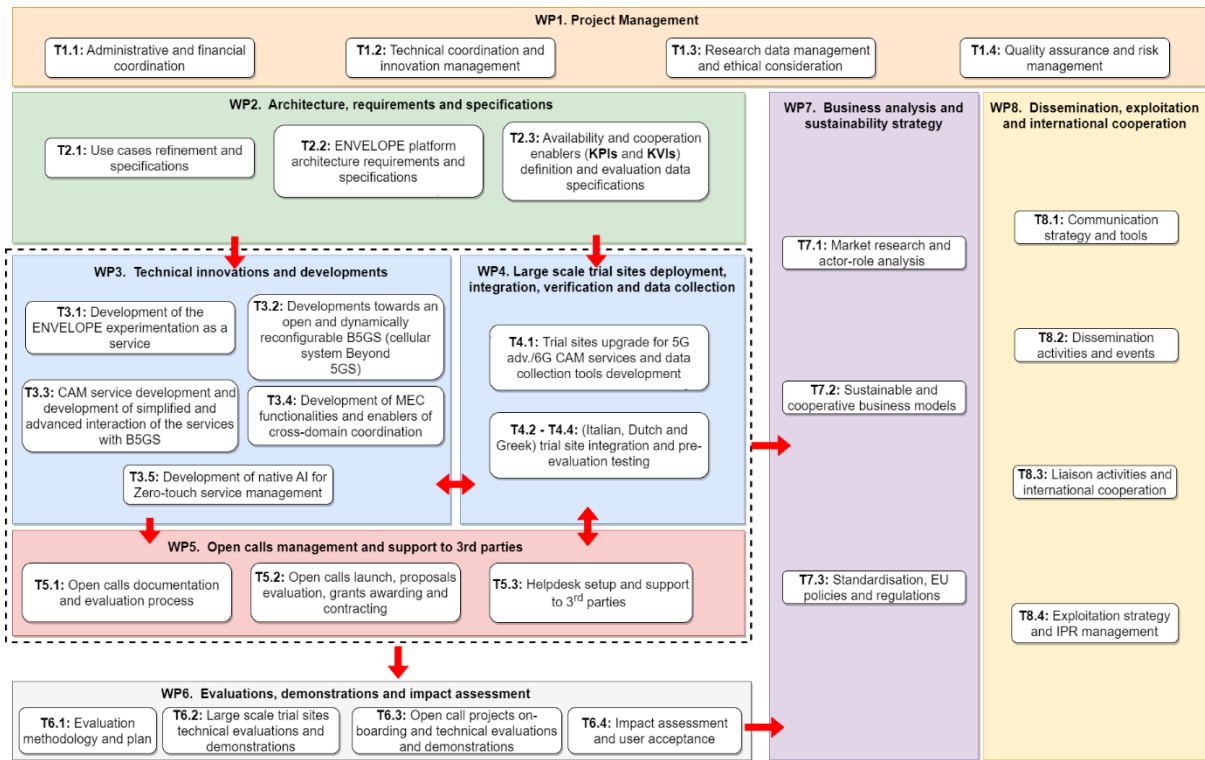 WP1. Project Management
T1.1: Administrative and financial
coordination
T1.2: Technical coordination and
innovation management
T1.3: Research data management
and ethical consideration
T1.4: Quality assurance and risk
management
WP2. Architecture, requirements and specifications
T2.1: Use cases refinement and
specifications
T2.2: ENVELOPE platform
architecture requirements and
specifications
T2.3: Availability and cooperation
enablers (KPIs and KVIs)
definition and evaluation data
specifications
WP3. Technical innovations and developments
T3.1: Development of the
ENVELOPE experimentation as a
service
T3.2: Developments towards an
open and dynamically
reconfigurable B5GS (cellular
system Beyond
5GS)
T3.3: CAM service development and
development of simplified and
advanced interaction of the services
with B5GS
T3.4: Development of MEC
functionalities and enablers of
cross-domain coordination
T3.5: Development of native AI for
Zero-touch service management
WP4. Large scale trial sites deployment,
integration, verification and data collection
T4.1: Trial sites upgrade for 5G
adv./6G CAM services and data
collection tools development
T4.2 - T4.4: (Italian, Dutch and
Greek) trial site integration and pre-
evaluation testing
WP5. Open calls management and support to 3rd parties
T5.1: Open calls documentation
and evaluation process
T5.2: Open calls launch, proposals
evaluation, grants awarding and
contracting
T5.3: Helpdesk setup and support
to 3rd parties
WP6. Evaluations, demonstrations and impact assessment
T6.1: Evaluation
methodology and plan
T6.2: Large scale trial sites
technical evaluations and
demonstrations
T6.3: Open call projects on-
boarding and technical evaluations
and demonstrations
T6.4: Impact assessment
and user acceptance
WP7. Business analysis and
sustainability strategy
T7.1: Market research and
actor-role analysis
T7.2: Sustainable and
cooperative business models
T7.3: Standardisation, EU
policies and regulations
WP8. Dissemination, exploitation
and international cooperation
T8.1: Communication
strategy and tools
T8.2: Dissemination
activities and events
T8.3: Liaison activities and
international cooperation
T8.4: Exploitation strategy
and IPR management